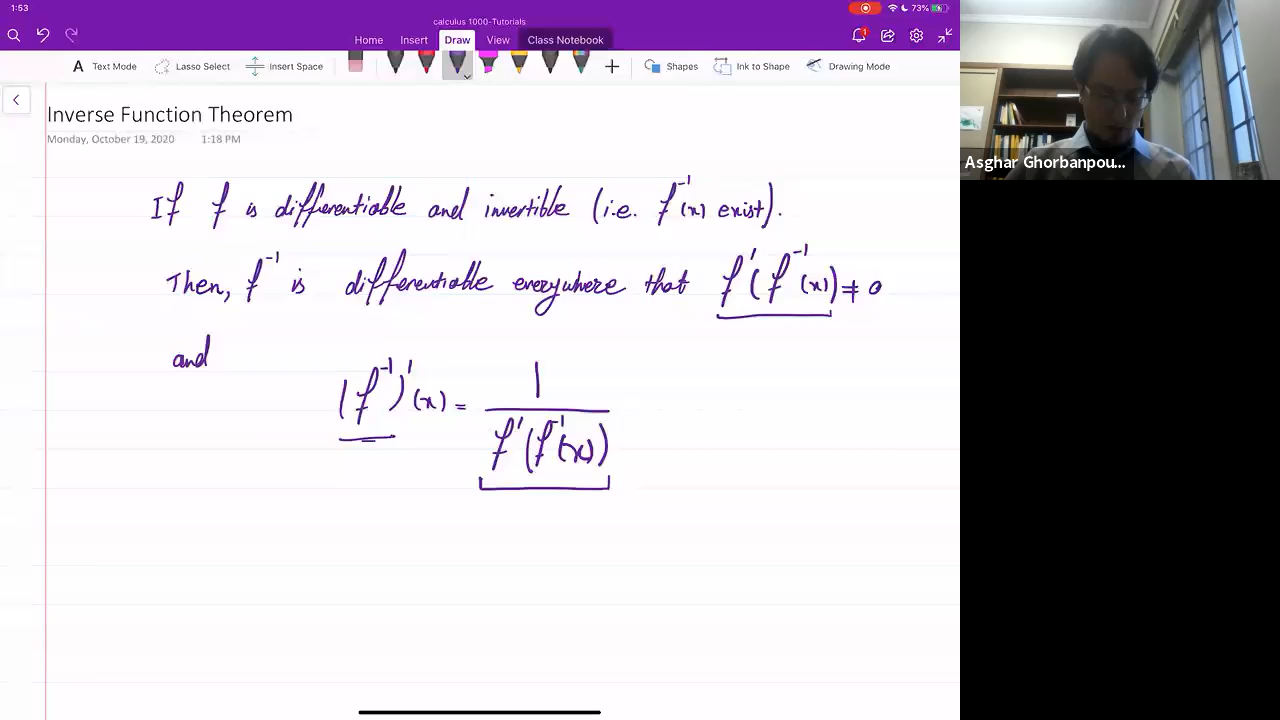 1:53
73%
calculus 1000-Tutorials
Home Insert Draw View Class Notebook
1
A Text Mode Lasso Select Insert Space Shapes Ink to Shape Drawing Mode
Inverse Function Theorem
Monday, October 19, 2020 1:18 PM
Asghar Ghorbanpou...
If f is differentiable and invertible (i.e. f⁻¹(x) exist).
Then, f⁻¹ is differentiable everywhere that f'(f⁻¹(x)) ≠ 0
and
(f⁻¹)'(x) = 1 / f'(f⁻¹(x))